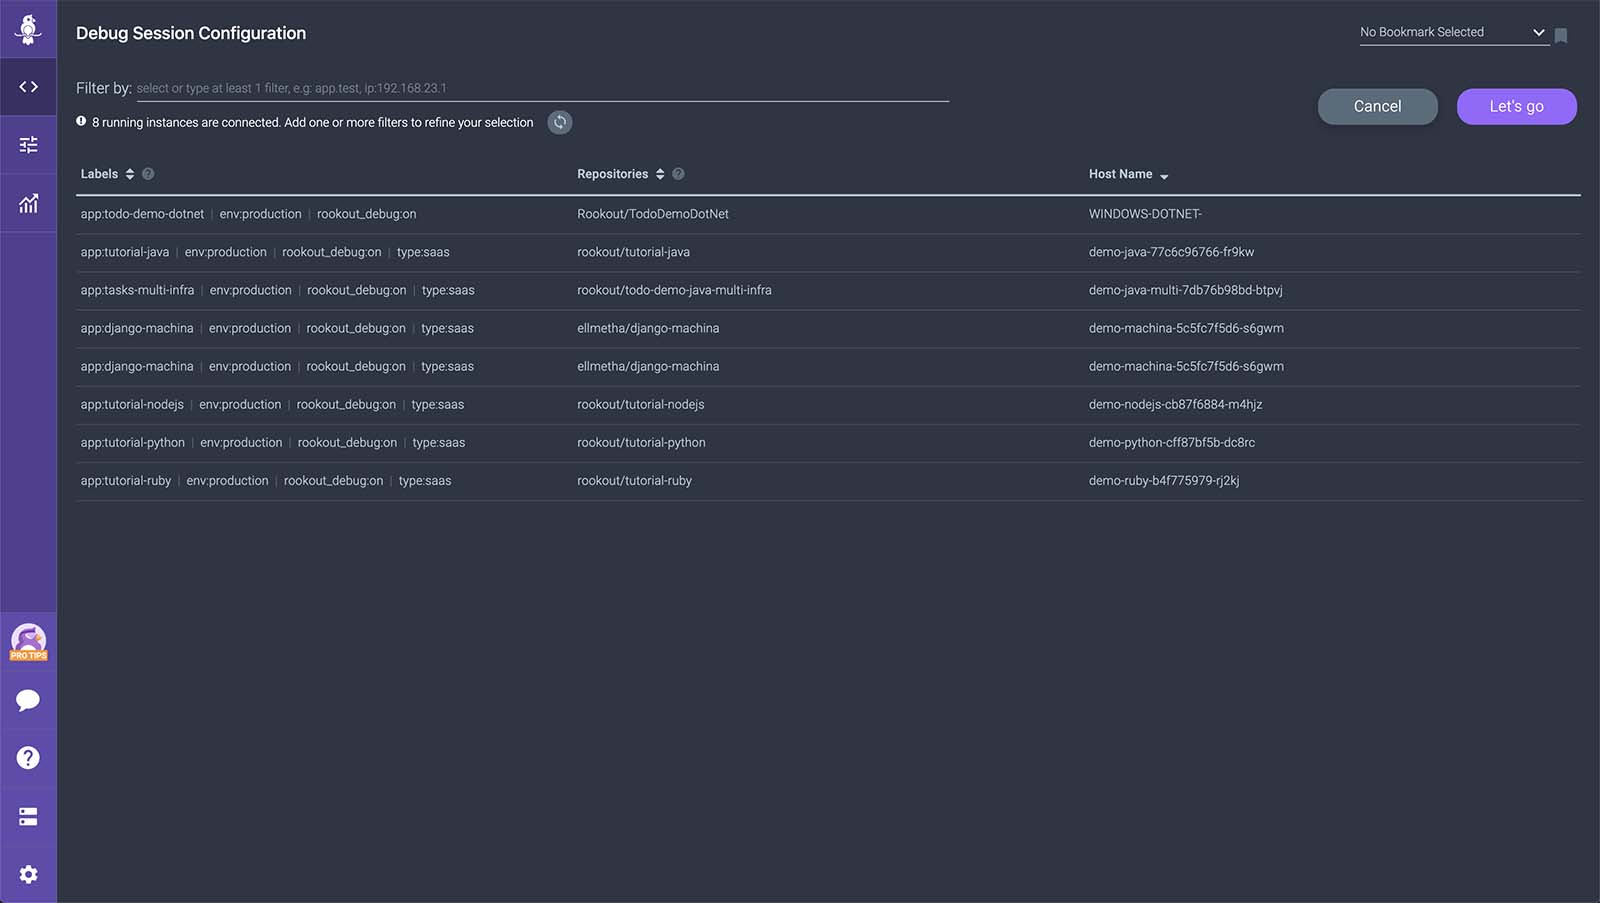 Debug Session Configuration
No Bookmark Selected
Filter by: select or type at least 1 filter, e.g: app.test, ip:192.168.23.1
Cancel
Let's go
8 running instances are connected. Add one or more filters to refine your selection
Labels Repositories Host Name
app:todo-demo-dotnet | env:production | rookout_debug:on Rookout/TodoDemoDotNet WINDOWS-DOTNET-
app:tutorial-java | env:production | rookout_debug:on | type:saas rookout/tutorial-java demo-java-77c6c96766-fr9kw
app:tasks-multi-infra | env:production | rookout_debug:on | type:saas rookout/todo-demo-java-multi-infra demo-java-multi-7db76b98bd-btpvj
app:django-machina | env:production | rookout_debug:on | type:saas ellmetha/django-machina demo-machina-5c5fc7f5d6-s6gwm
app:django-machina | env:production | rookout_debug:on | type:saas ellmetha/django-machina demo-machina-5c5fc7f5d6-s6gwm
app:tutorial-nodejs | env:production | rookout_debug:on | type:saas rookout/tutorial-nodejs demo-nodejs-cb87f6884-m4hjz
app:tutorial-python | env:production | rookout_debug:on | type:saas rookout/tutorial-python demo-python-cff87bf5b-dc8rc
app:tutorial-ruby | env:production | rookout_debug:on | type:saas rookout/tutorial-ruby demo-ruby-b4f775979-rj2kj
PRO TIPS